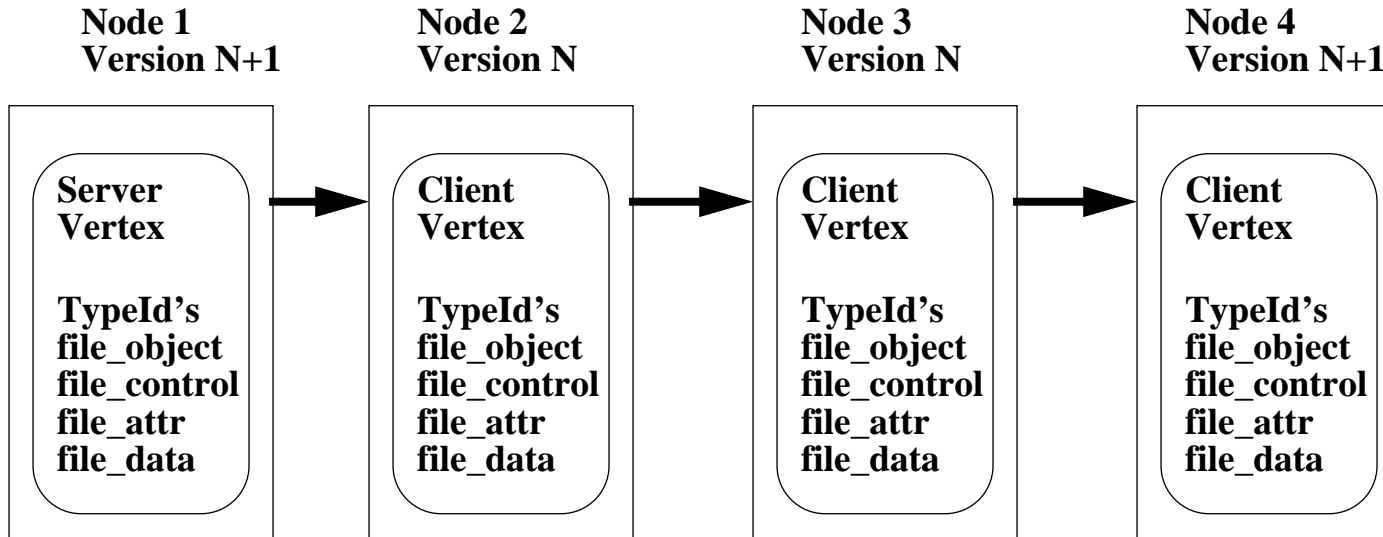 Node 1
Version N+1
Node 2
Version N
Node 3
Version N
Node 4
Version N+1
Server
Vertex
TypeId’s
file_object
file_control
file_attr
file_data
Client
Vertex
TypeId’s
file_object
file_control
file_attr
file_data
Client
Vertex
TypeId’s
file_object
file_control
file_attr
file_data
Client
Vertex
TypeId’s
file_object
file_control
file_attr
file_data